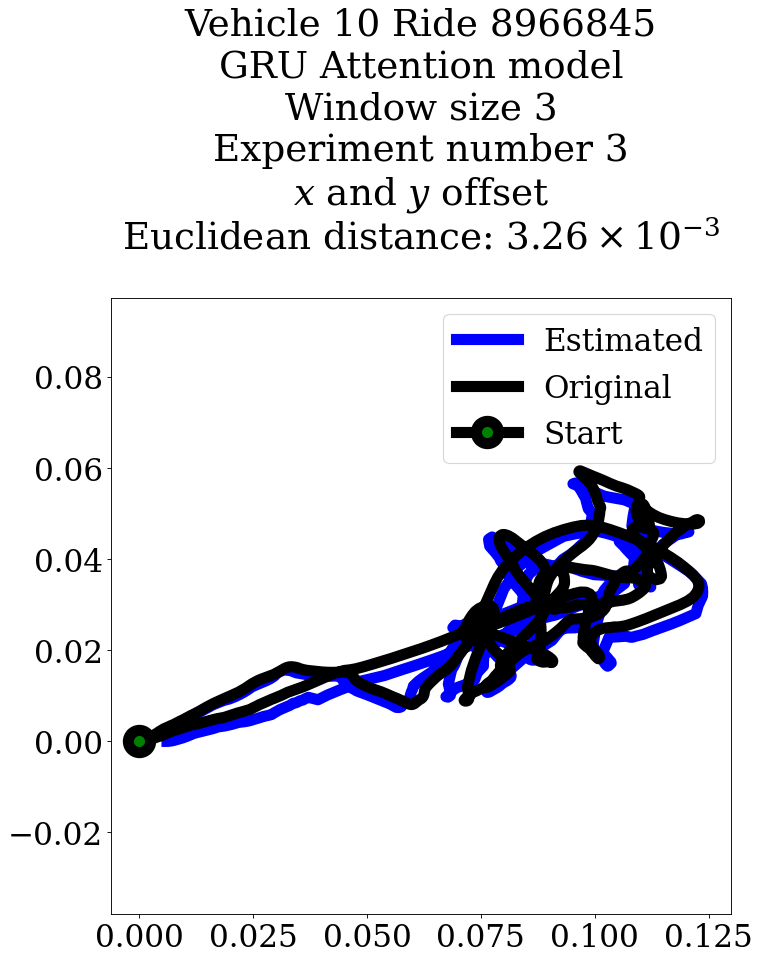 Vehicle 10 Ride 8966845
GRU Attention model
Window size 3
Experiment number 3
x and y offset
Euclidean distance: 3.26 × 10⁻³
Estimated
Original
Start
0.08
0.06
0.04
0.02
0.00
−0.02
0.000 0.025 0.050 0.075 0.100 0.125